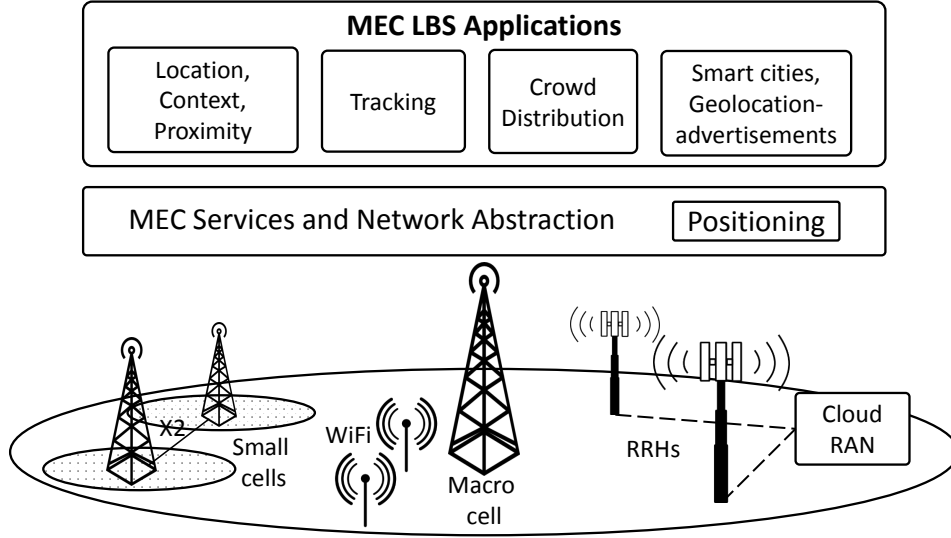 MEC LBS Applications
Location,
Context,
Proximity
Tracking
Crowd
Distribution
Smart cities,
Geolocation-
advertisements
MEC Services and Network Abstraction
Positioning
X2
Small
cells
WiFi
Macro
cell
RRHs
Cloud
RAN